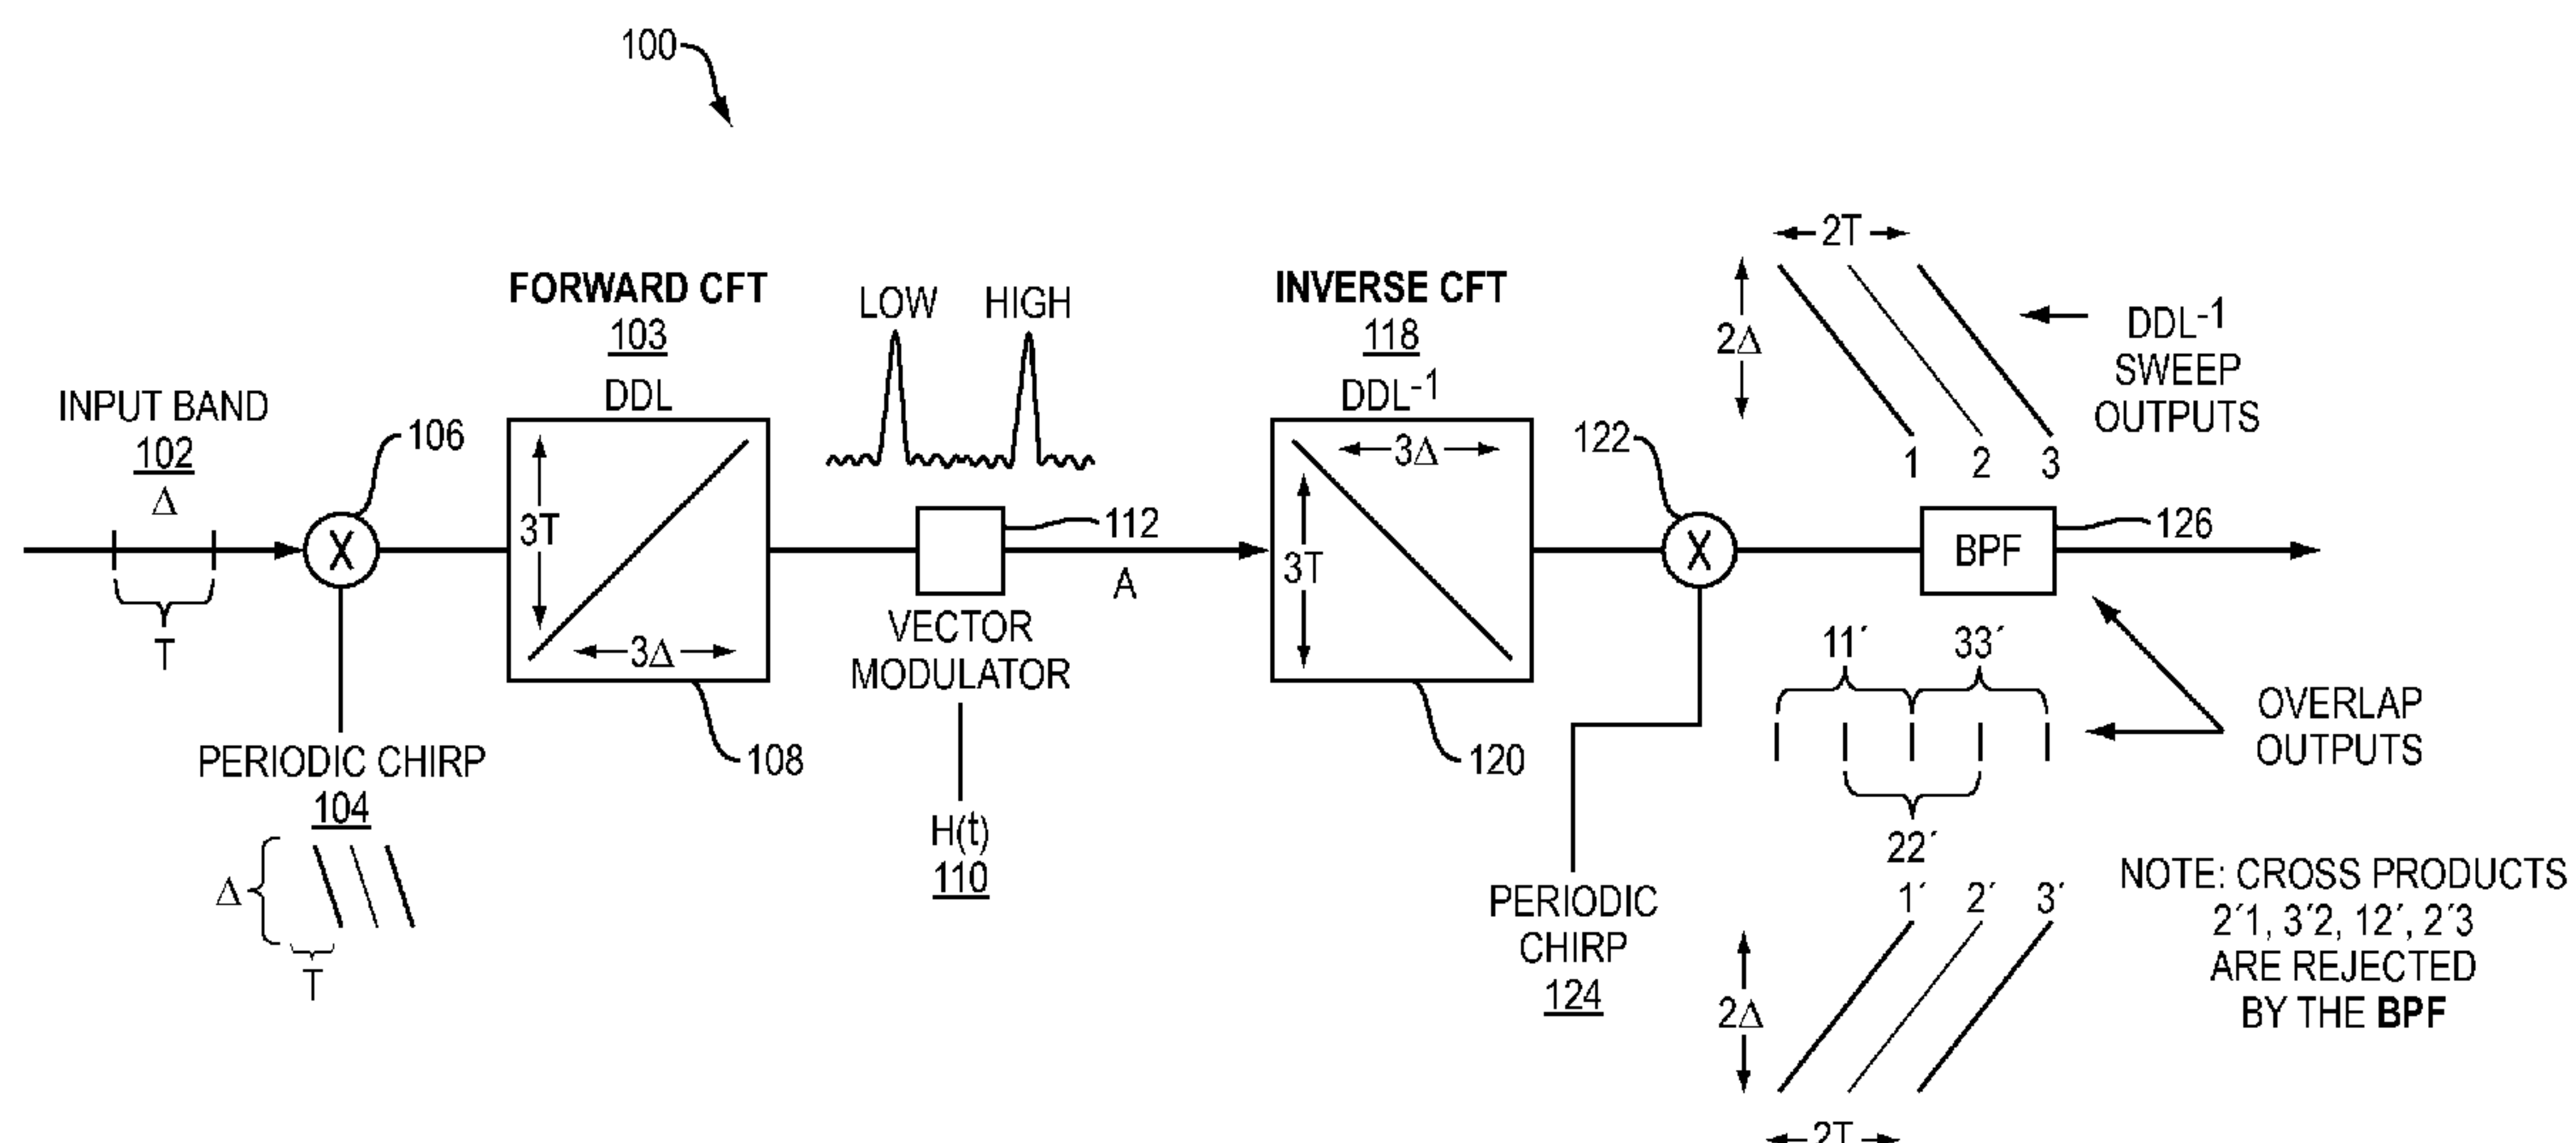 100
FORWARD CFT
103
DDL
LOW HIGH
INVERSE CFT
118
DDL-1
2T
2Δ
DDL-1
SWEEP
OUTPUTS
1 2 3
INPUT BAND
102
Δ
T
106
X
3T
3Δ
108
112
A
VECTOR
MODULATOR
H(t)
110
3Δ
3T
120
122
X
BPF
126
PERIODIC CHIRP
104
Δ
T
PERIODIC
CHIRP
124
11′ 33′
22′
OVERLAP
OUTPUTS
1′ 2′ 3′
2Δ
2T
NOTE: CROSS PRODUCTS
2′1, 3′2, 12′, 2′3
ARE REJECTED
BY THE BPF